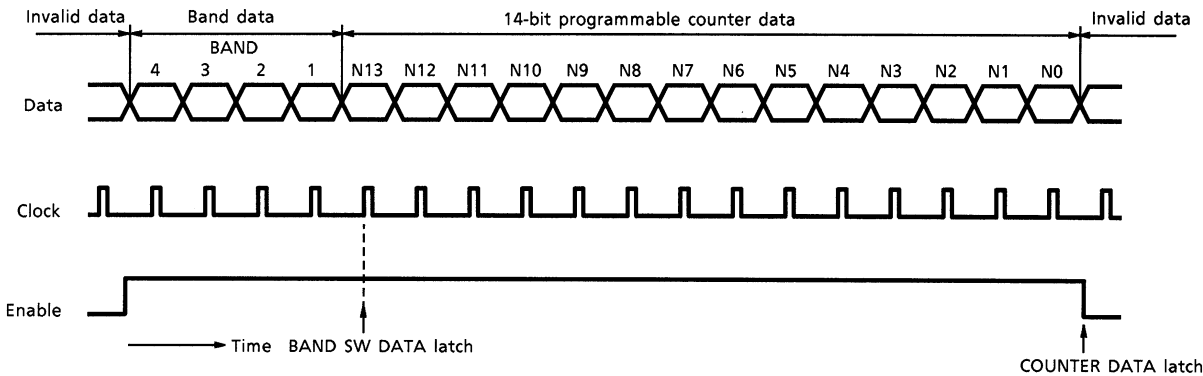 Invalid data Band data 14-bit programmable counter data Invalid data
BAND
4 3 2 1 N13 N12 N11 N10 N9 N8 N7 N6 N5 N4 N3 N2 N1 N0
Data
Clock
Enable
Time BAND SW DATA latch
COUNTER DATA latch